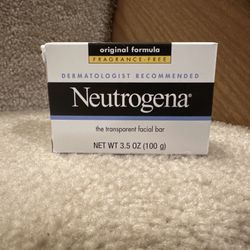 original formula
FRAGRANCE-FREE
DERMATOLOGIST RECOMMENDED
Neutrogena®
the transparent facial bar
NET WT 3.5 OZ (100 g)